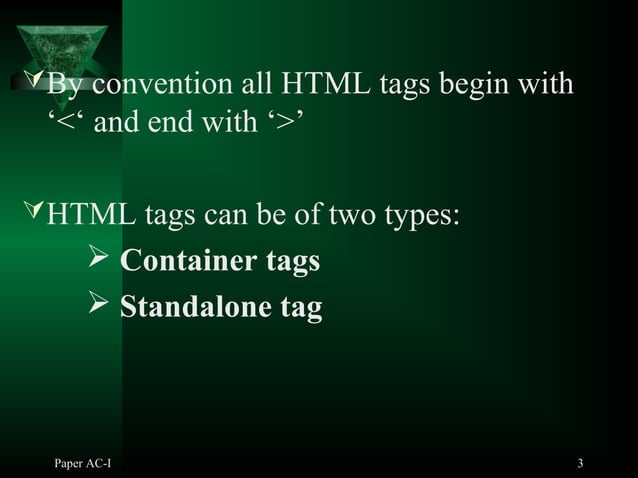 By convention all HTML tags begin with
‘<‘ and end with ‘>’
HTML tags can be of two types:
Container tags
Standalone tag
Paper AC-I
3